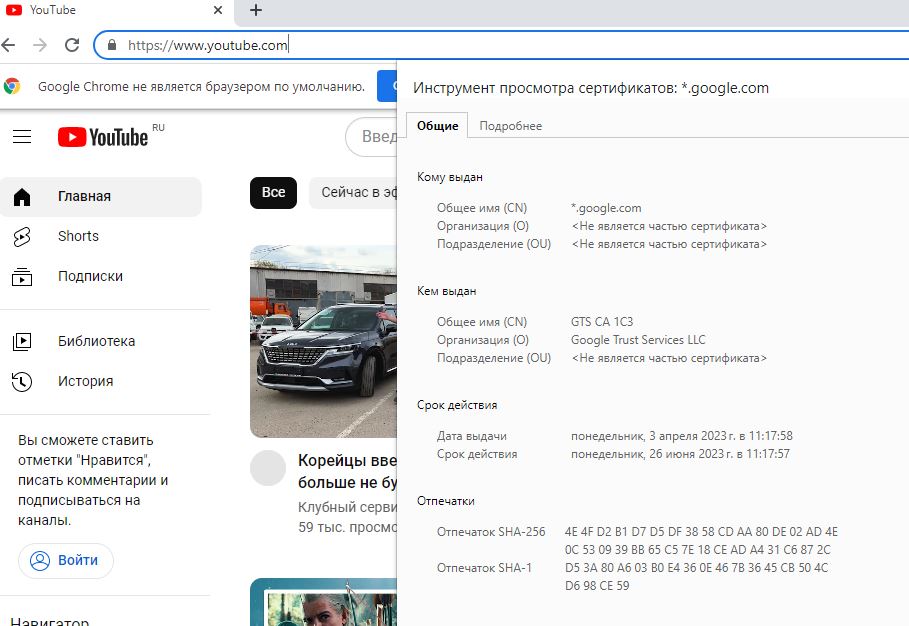 YouTube
https://www.youtube.com
Google Chrome не является браузером по умолчанию.
YouTube RU
Введ
Все
Сейчас в эф
Главная
Shorts
Подписки
Библиотека
История
Вы сможете ставить
отметки "Нравится",
писать комментарии и
подписываться на
каналы.
Войти
Навигатор
Корейцы вве
больше не бу
Клубный серви
59 тыс. просмо
Инструмент просмотра сертификатов: *.google.com
Общие Подробнее
Кому выдан
Общее имя (CN) *.google.com
Организация (O) <Не является частью сертификата>
Подразделение (OU) <Не является частью сертификата>
Кем выдан
Общее имя (CN) GTS CA 1C3
Организация (O) Google Trust Services LLC
Подразделение (OU) <Не является частью сертификата>
Срок действия
Дата выдачи понедельник, 3 апреля 2023 г. в 11:17:58
Срок действия понедельник, 26 июня 2023 г. в 11:17:57
Отпечатки
Отпечаток SHA-256 4E 4F D2 B1 D7 D5 DF 38 58 CD AA 80 DE 02 AD 4E
0C 53 09 39 BB 65 C5 7E 18 CE AD A4 31 C6 87 2C
Отпечаток SHA-1 D5 3A 80 A6 03 B0 E4 36 0E 46 7B 36 45 CB 50 4C
D6 98 CE 59